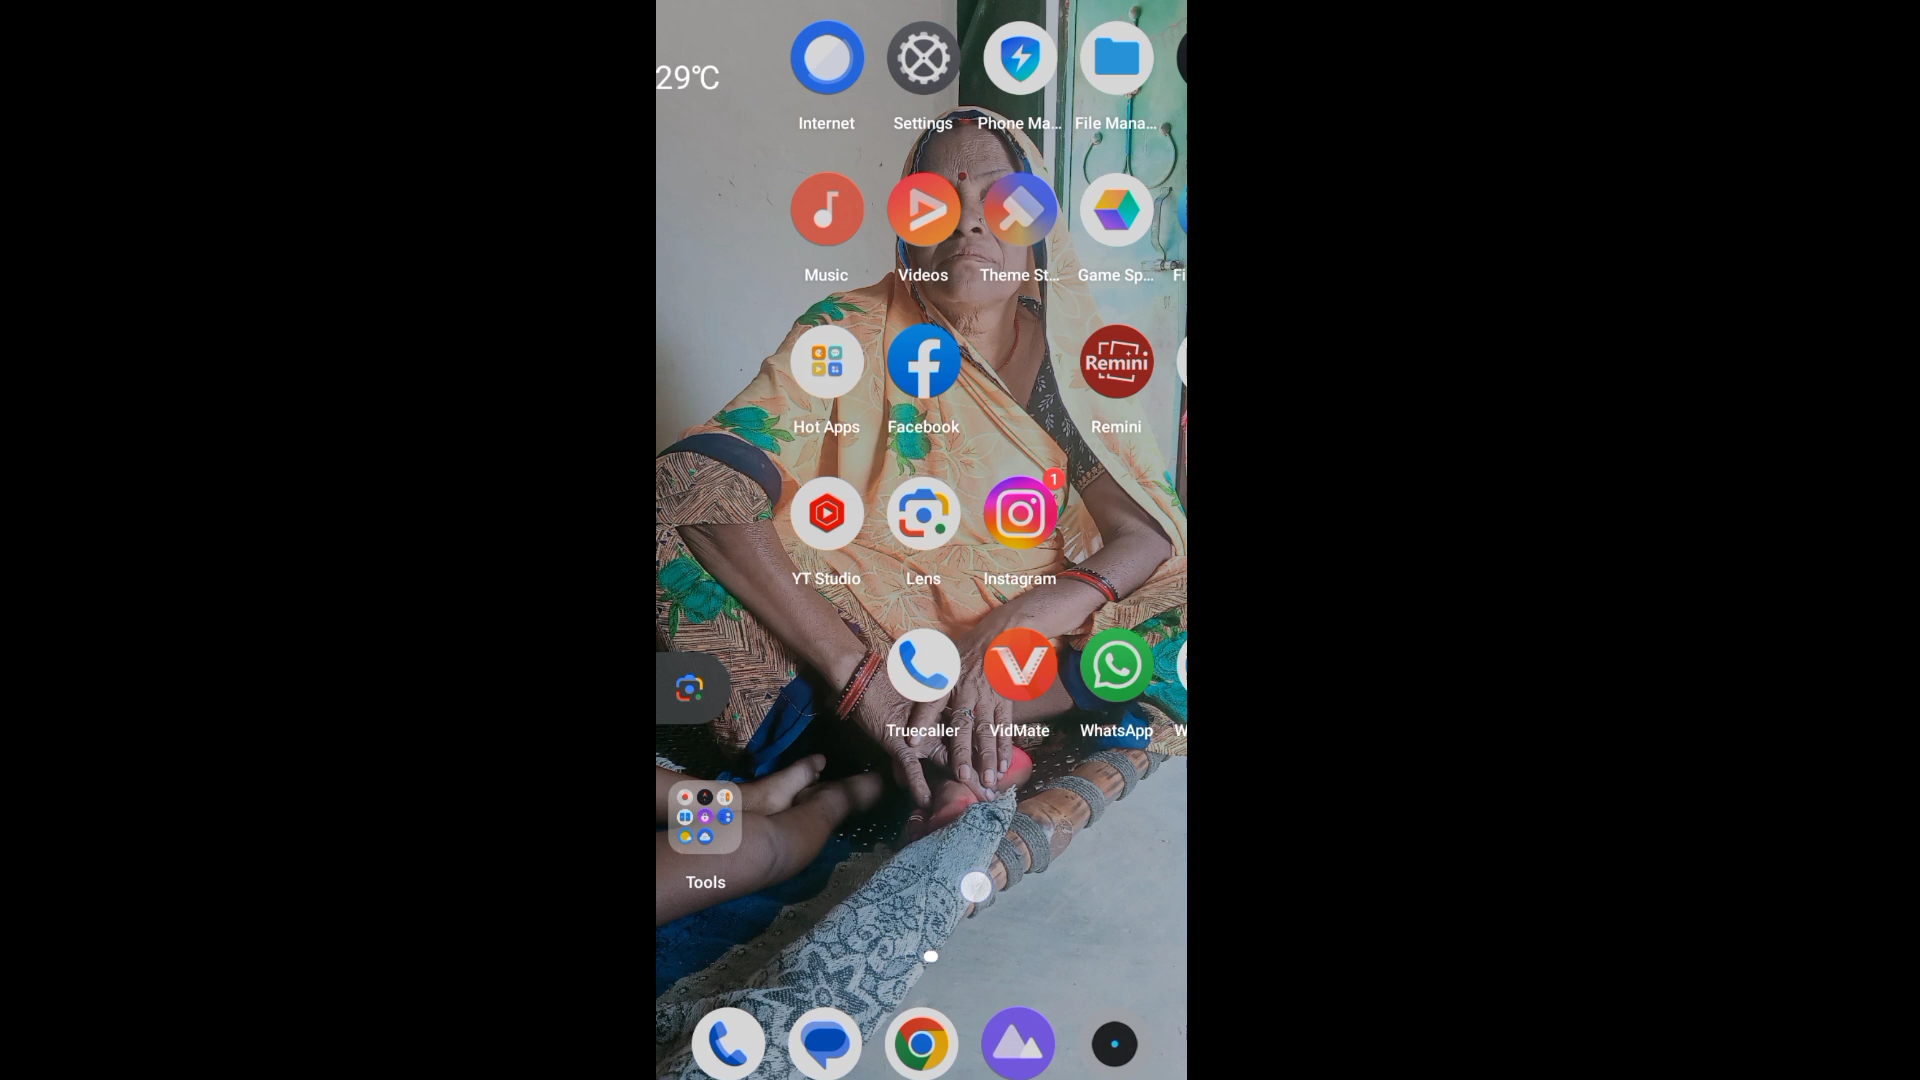 29°C
Internet
Settings
Phone Ma...
File Mana...
Music
Videos
Theme St...
Game Sp...
Fi
Remini
Hot Apps
Facebook
Remini
1
YT Studio
Lens
Instagram
Truecaller
VidMate
WhatsApp
W
Tools